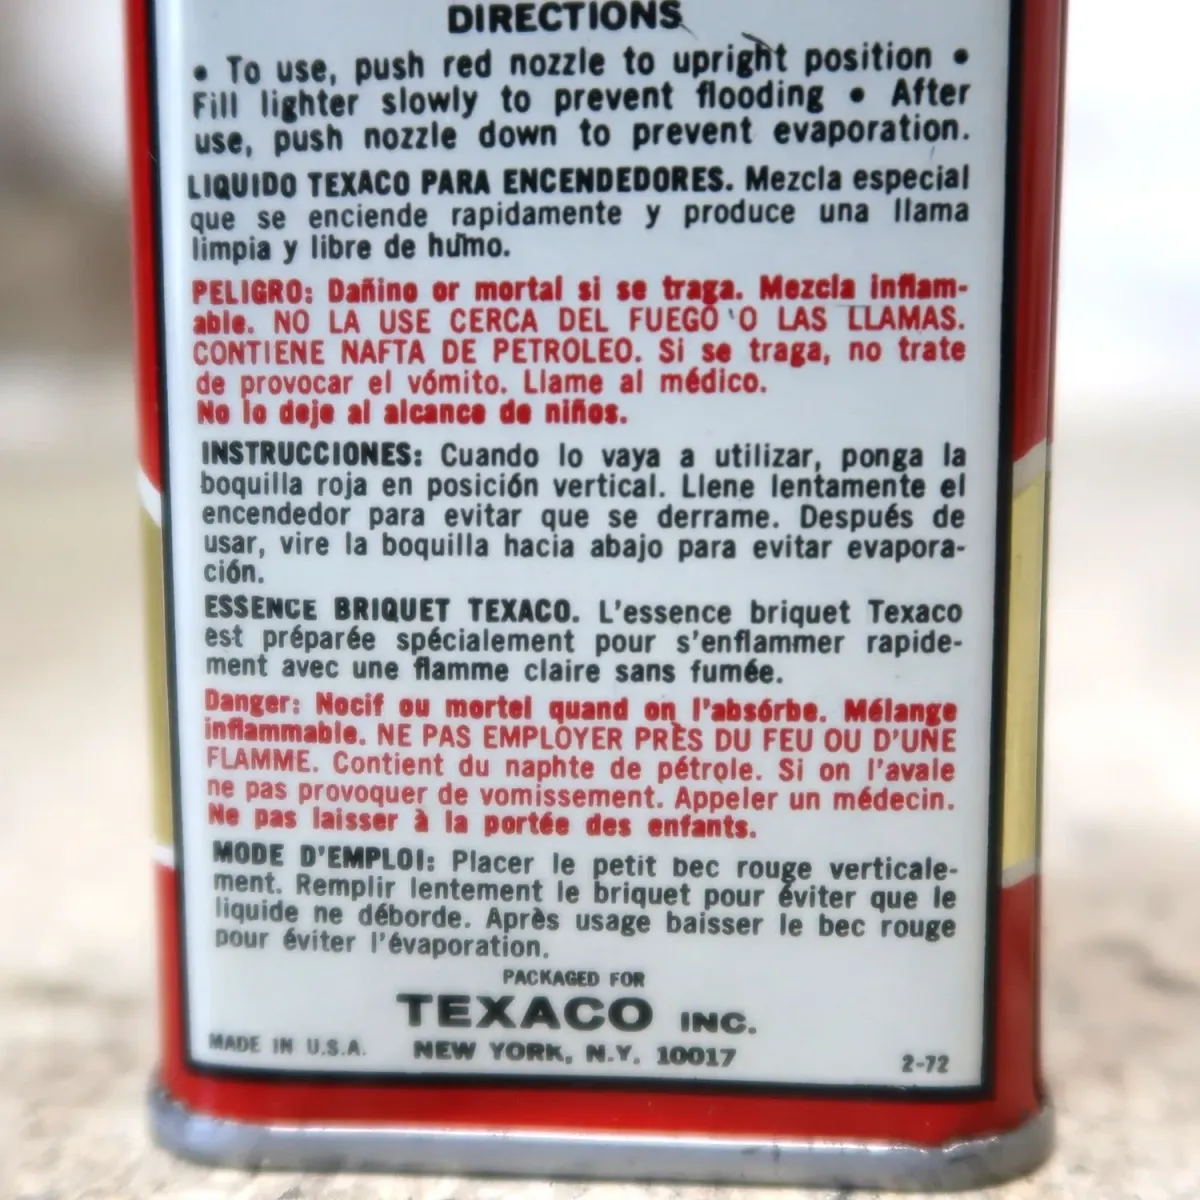 DIRECTIONS
• To use, push red nozzle to upright position •
Fill lighter slowly to prevent flooding • After
use, push nozzle down to prevent evaporation.
LIQUIDO TEXACO PARA ENCENDEDORES. Mezcla especial
que se enciende rapidamente y produce una llama
limpia y libre de humo.
PELIGRO: Dañino or mortal si se traga. Mezcla inflam-
able. NO LA USE CERCA DEL FUEGO O LAS LLAMAS.
CONTIENE NAFTA DE PETROLEO. Si se traga, no trate
de provocar el vómito. Llame al médico.
No lo deje al alcance de niños.
INSTRUCCIONES: Cuando lo vaya a utilizar, ponga la
boquilla roja en posición vertical. Llene lentamente el
encendedor para evitar que se derrame. Después de
usar, vire la boquilla hacia abajo para evitar evapora-
ción.
ESSENCE BRIQUET TEXACO. L'essence briquet Texaco
est préparée spécialement pour s'enflammer rapide-
ment avec une flamme claire sans fumée.
Danger: Nocif ou mortel quand on l'absórbe. Mélange
inflammable. NE PAS EMPLOYER PRÈS DU FEU OU D'UNE
FLAMME. Contient du naphte de pétrole. Si on l'avale
ne pas provoquer de vomissement. Appeler un médecin.
Ne pas laisser à la portée des enfants.
MODE D'EMPLOI: Placer le petit bec rouge verticale-
ment. Remplir lentement le briquet pour éviter que le
liquide ne déborde. Après usage baisser le bec rouge
pour éviter l'évaporation.
PACKAGED FOR
TEXACO INC.
MADE IN U.S.A. NEW YORK, N.Y. 10017 2-72